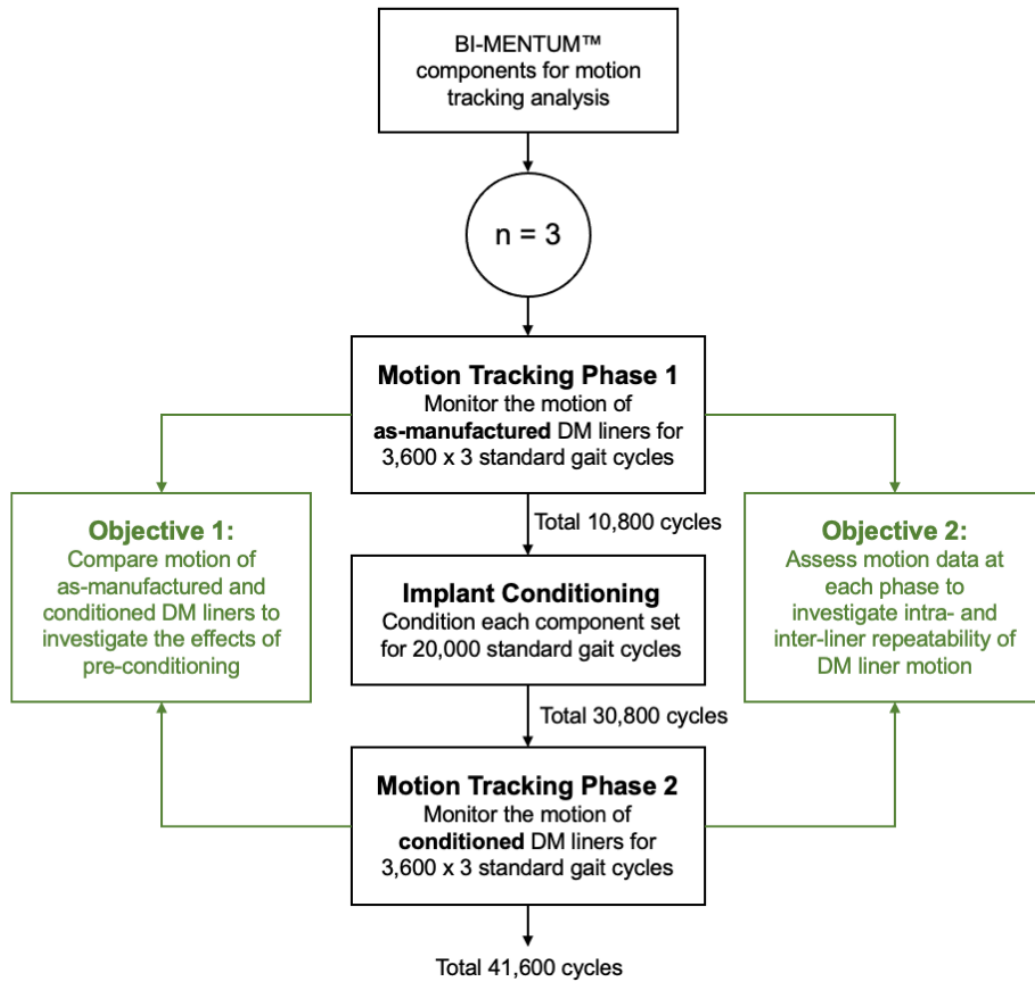 BI-MENTUM™
components for motion
tracking analysis
n = 3
Motion Tracking Phase 1
Monitor the motion of
as-manufactured DM liners for
3,600 x 3 standard gait cycles
Total 10,800 cycles
Objective 1:
Compare motion of
as-manufactured and
conditioned DM liners to
investigate the effects of
pre-conditioning
Implant Conditioning
Condition each component set
for 20,000 standard gait cycles
Objective 2:
Assess motion data at
each phase to
investigate intra- and
inter-liner repeatability of
DM liner motion
Total 30,800 cycles
Motion Tracking Phase 2
Monitor the motion of
conditioned DM liners for
3,600 x 3 standard gait cycles
Total 41,600 cycles